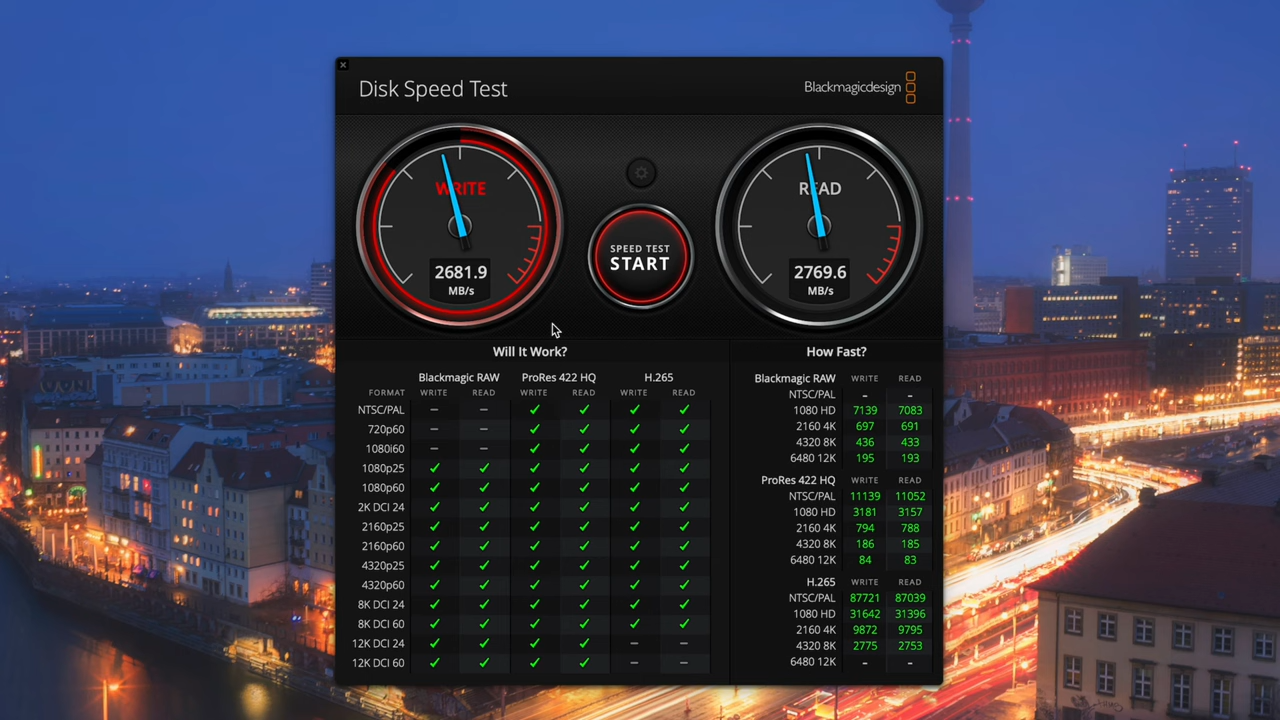 Disk Speed Test
Blackmagicdesign
WRITE
2681.9
MB/s
SPEED TEST
START
READ
2769.6
MB/s
Will It Work?
Blackmagic RAW ProRes 422 HQ H.265
FORMAT WRITE READ WRITE READ WRITE READ
NTSC/PAL – – ✓ ✓ ✓ ✓
720p60 – – ✓ ✓ ✓ ✓
1080i60 – – ✓ ✓ ✓ ✓
1080p25 ✓ ✓ ✓ ✓ ✓ ✓
1080p60 ✓ ✓ ✓ ✓ ✓ ✓
2K DCI 24 ✓ ✓ ✓ ✓ ✓ ✓
2160p25 ✓ ✓ ✓ ✓ ✓ ✓
2160p60 ✓ ✓ ✓ ✓ ✓ ✓
4320p25 ✓ ✓ ✓ ✓ ✓ ✓
4320p60 ✓ ✓ ✓ ✓ ✓ ✓
8K DCI 24 ✓ ✓ ✓ ✓ ✓ ✓
8K DCI 60 ✓ ✓ ✓ ✓ ✓ ✓
12K DCI 24 ✓ ✓ ✓ ✓ – –
12K DCI 60 ✓ ✓ ✓ ✓ – –
How Fast?
Blackmagic RAW WRITE READ
NTSC/PAL - -
1080 HD 7139 7083
2160 4K 697 691
4320 8K 436 433
6480 12K 195 193
ProRes 422 HQ WRITE READ
NTSC/PAL 11139 11052
1080 HD 3181 3157
2160 4K 794 788
4320 8K 186 185
6480 12K 84 83
H.265 WRITE READ
NTSC/PAL 87721 87039
1080 HD 31642 31396
2160 4K 9872 9795
4320 8K 2775 2753
6480 12K - -